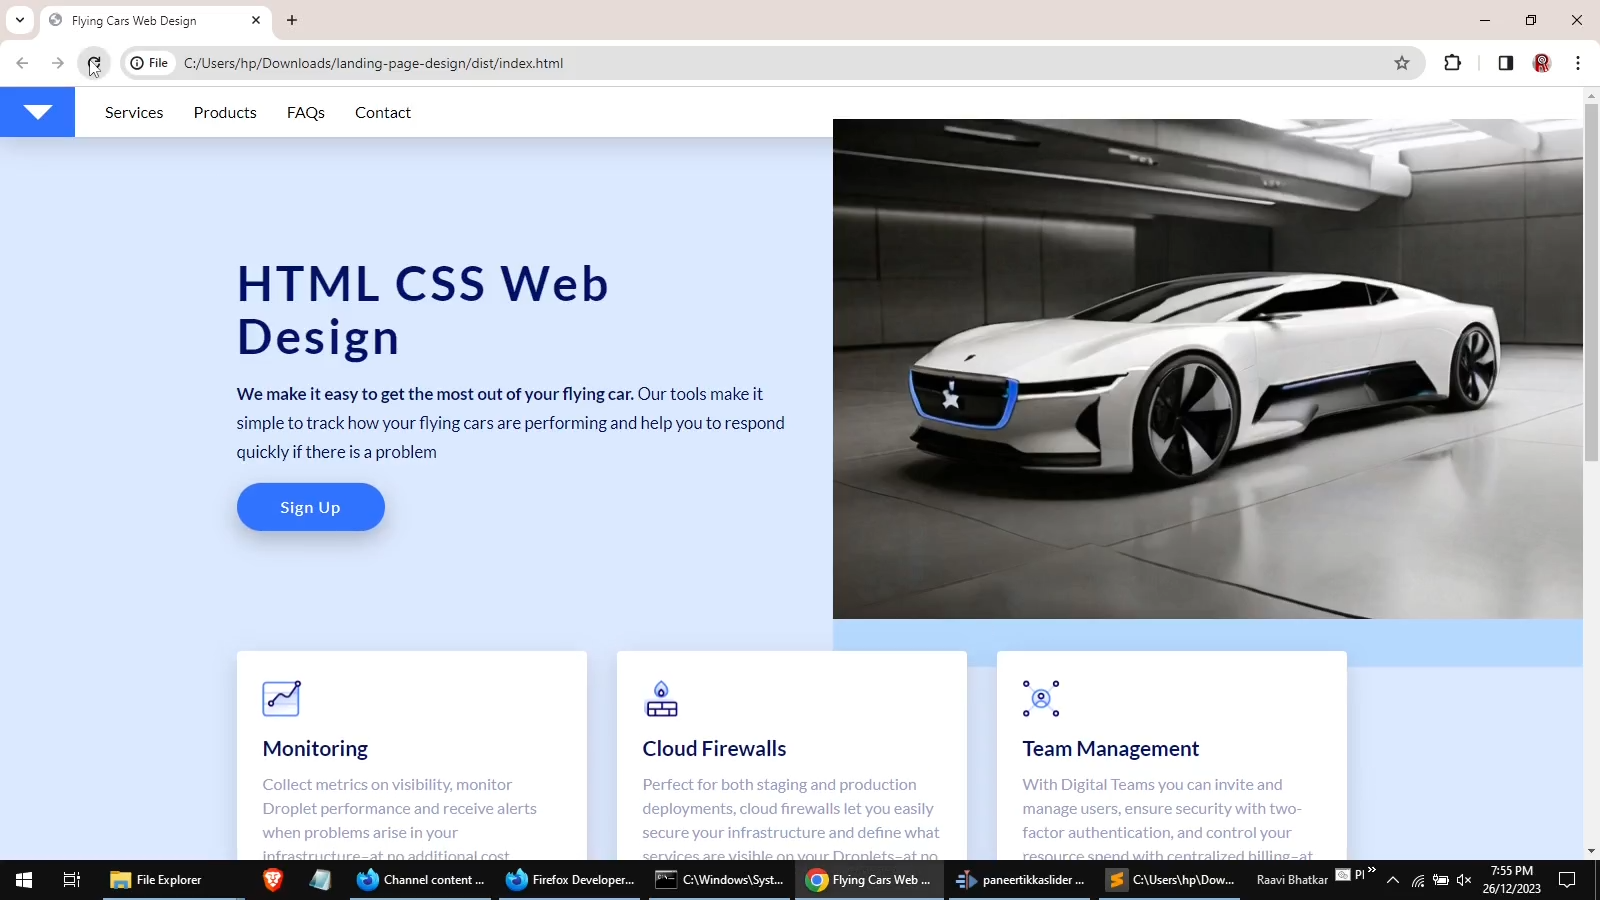 Flying Cars Web Design
File
C:/Users/hp/Downloads/landing-page-design/dist/index.html
Services
Products
FAQs
Contact
HTML CSS Web
Design
We make it easy to get the most out of your flying car. Our tools make it
simple to track how your flying cars are performing and help you to respond
quickly if there is a problem
Sign Up
Monitoring
Collect metrics on visibility, monitor
Droplet performance and receive alerts
when problems arise in your
infrastructure–at no additional cost
Cloud Firewalls
Perfect for both staging and production
deployments, cloud firewalls let you easily
secure your infrastructure and define what
services are visible on your Droplets–at no
Team Management
With Digital Teams you can invite and
manage users, ensure security with two-
factor authentication, and control your
resource spend with centralized billing–at
File Explorer
Channel content ...
Firefox Developer...
C:\Windows\Syst...
Flying Cars Web ...
paneertikkaslider ...
C:\Users\hp\Dow...
Raavi Bhatkar
Pl
7:55 PM
26/12/2023